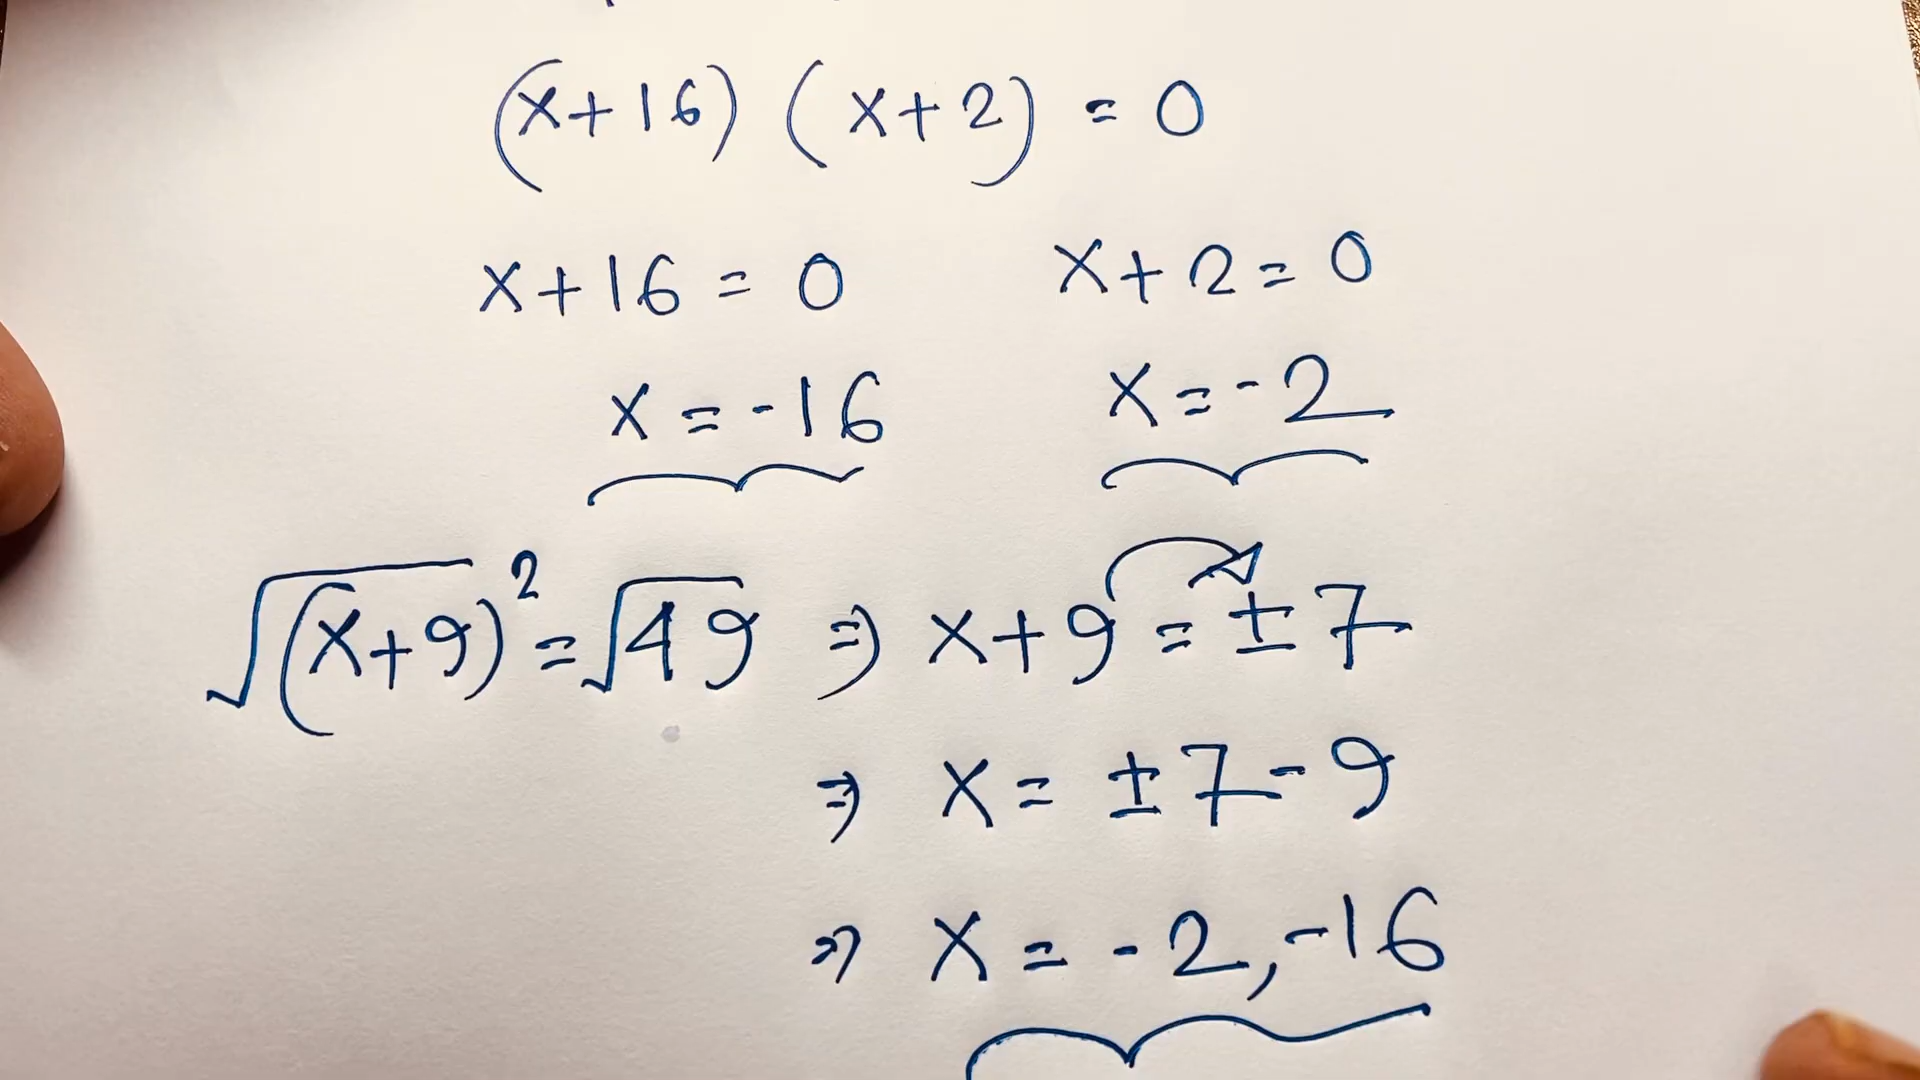 (x+16) (x+2) = 0
x+16 = 0 x+2 = 0
x = -16 x = -2
√(x+9)² = √49 ⇒ x+9 = ±7
⇒ x = ±7-9
⇒ x = -2, -16